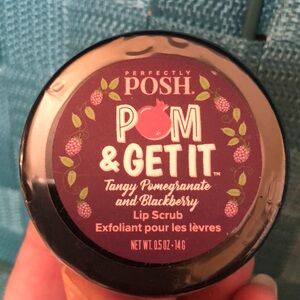 PERFECTLY
POSH
POM
& GET IT™
Tangy Pomegranate
and Blackberry
Lip Scrub
Exfoliant pour les lèvres
NET WT. 0.5 OZ - 14 G